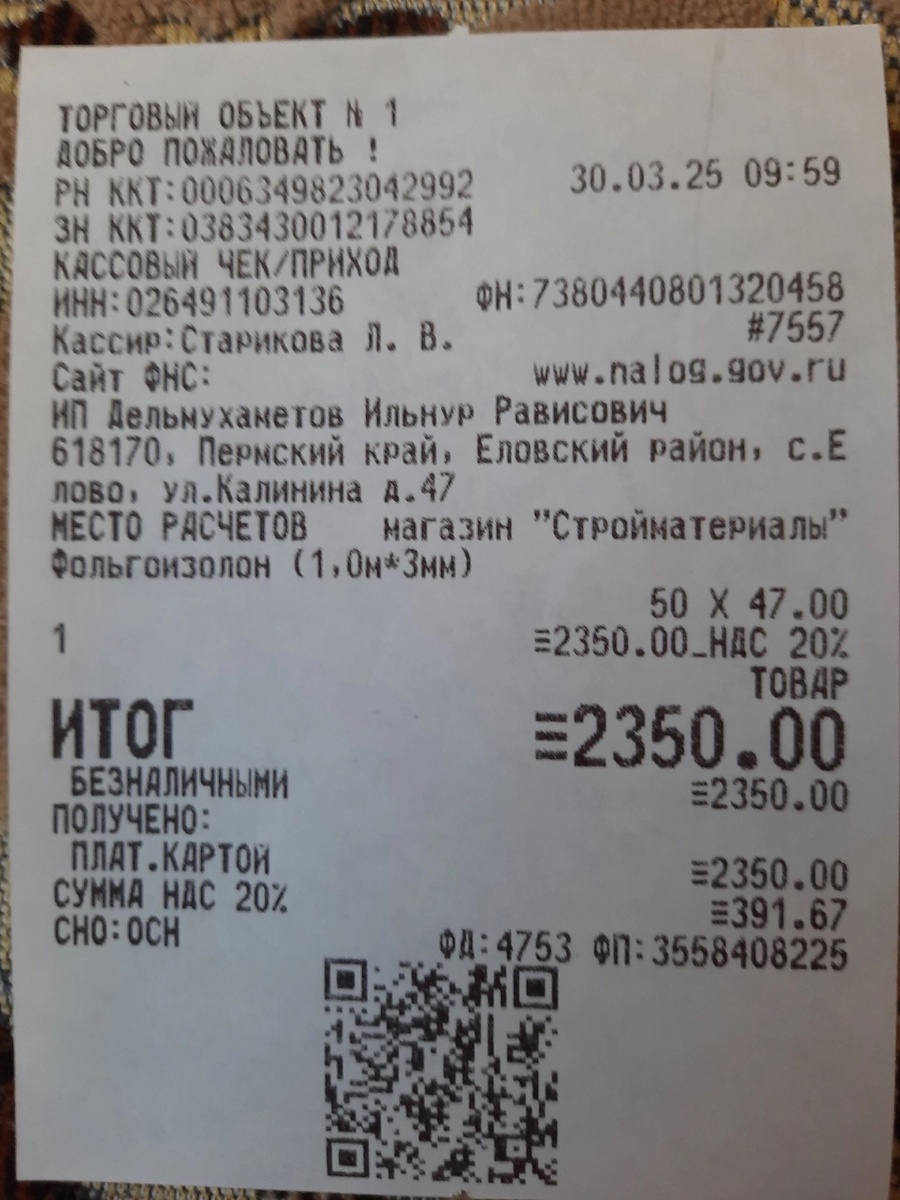 ТОРГОВЫЙ ОБЪЕКТ № 1
ДОБРО ПОЖАЛОВАТЬ !
РН ККТ:0006349823042992 30.03.25 09:59
ЗН ККТ:0383430012178854
КАССОВЫЙ ЧЕК/ПРИХОД
ИНН:026491103136 ФН:7380440801320458
Кассир:Старикова Л. В. #7557
Сайт ФНС: www.nalog.gov.ru
ИП Дельмухаметов Ильнур Рависович
618170, Пермский край, Еловский район, с.Е
лово, ул.Калинина д.47
МЕСТО РАСЧЕТОВ магазин "Стройматериалы"
Фольгоизолон (1,0м*3мм)
50 X 47.00
1 ≡2350.00_НДС 20%
ТОВАР
ИТОГ ≡2350.00
БЕЗНАЛИЧНЫМИ ≡2350.00
ПОЛУЧЕНО:
ПЛАТ.КАРТОЙ ≡2350.00
СУММА НДС 20% ≡391.67
СНО:ОСН ФД:4753 ФП:3558408225